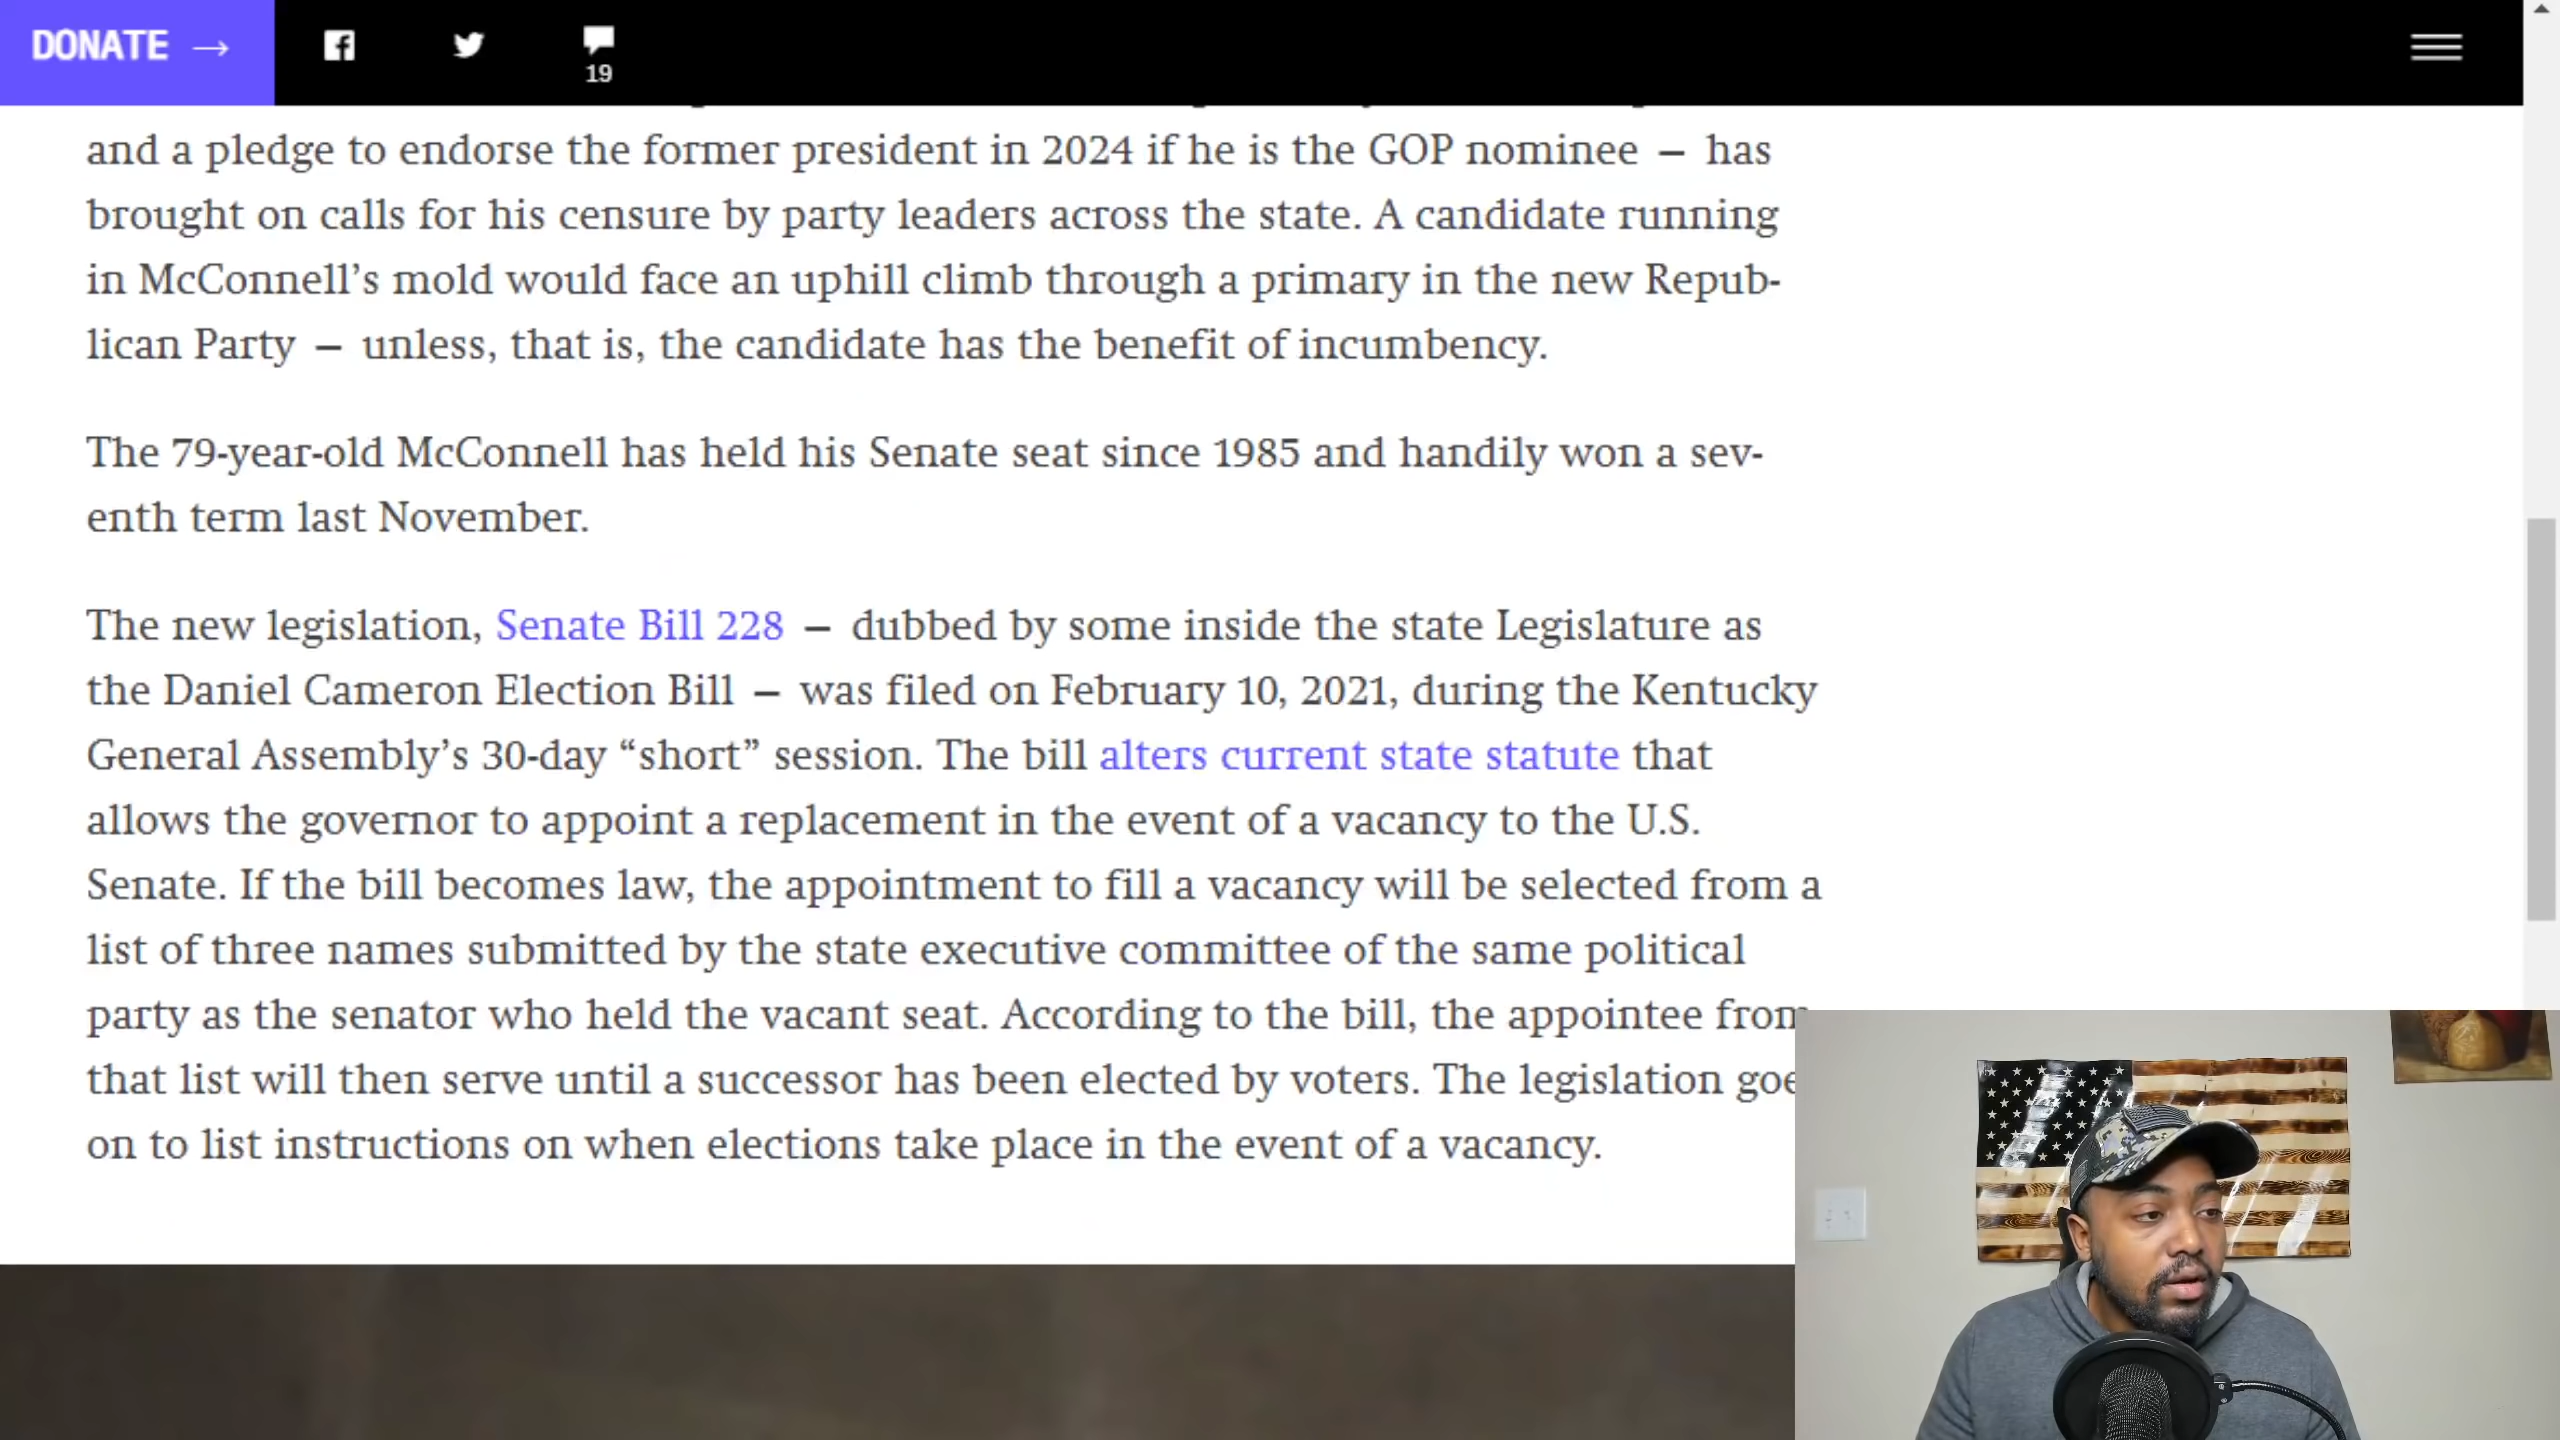 DONATE →
19
and a pledge to endorse the former president in 2024 if he is the GOP nominee — has
brought on calls for his censure by party leaders across the state. A candidate running
in McConnell’s mold would face an uphill climb through a primary in the new Repub-
lican Party — unless, that is, the candidate has the benefit of incumbency.
The 79-year-old McConnell has held his Senate seat since 1985 and handily won a sev-
enth term last November.
The new legislation, Senate Bill 228 — dubbed by some inside the state Legislature as
the Daniel Cameron Election Bill — was filed on February 10, 2021, during the Kentucky
General Assembly’s 30-day “short” session. The bill alters current state statute that
allows the governor to appoint a replacement in the event of a vacancy to the U.S.
Senate. If the bill becomes law, the appointment to fill a vacancy will be selected from a
list of three names submitted by the state executive committee of the same political
party as the senator who held the vacant seat. According to the bill, the appointee from
that list will then serve until a successor has been elected by voters. The legislation goe
on to list instructions on when elections take place in the event of a vacancy.